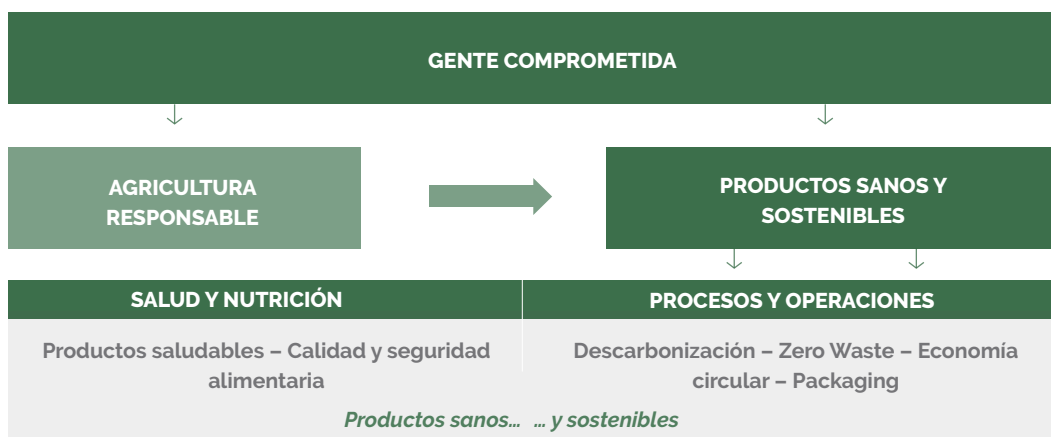 GENTE COMPROMETIDA
AGRICULTURA
RESPONSABLE
PRODUCTOS SANOS Y
SOSTENIBLES
SALUD Y NUTRICIÓN
PROCESOS Y OPERACIONES
Productos saludables – Calidad y seguridad
alimentaria
Descarbonización – Zero Waste – Economía
circular – Packaging
Productos sanos... ... y sostenibles